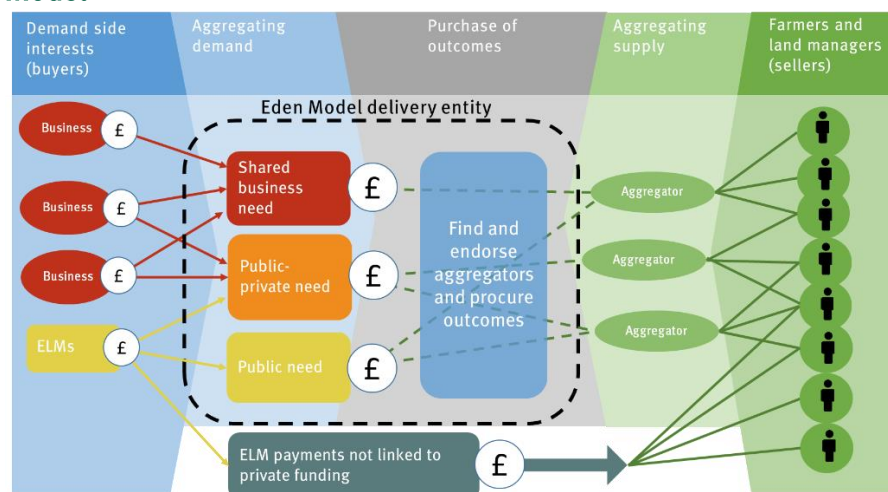 Demand side
interests
(buyers)
Aggregating
demand
Purchase of
outcomes
Aggregating
supply
Farmers and
land managers
(sellers)
Eden Model delivery entity
Business
£
Business
£
Business
£
ELMs
£
Shared
business
need
£
Public-
private need
£
Public need
£
Find and
endorse
aggregators
and procure
outcomes
Aggregator
Aggregator
Aggregator
ELM payments not linked to
private funding
£